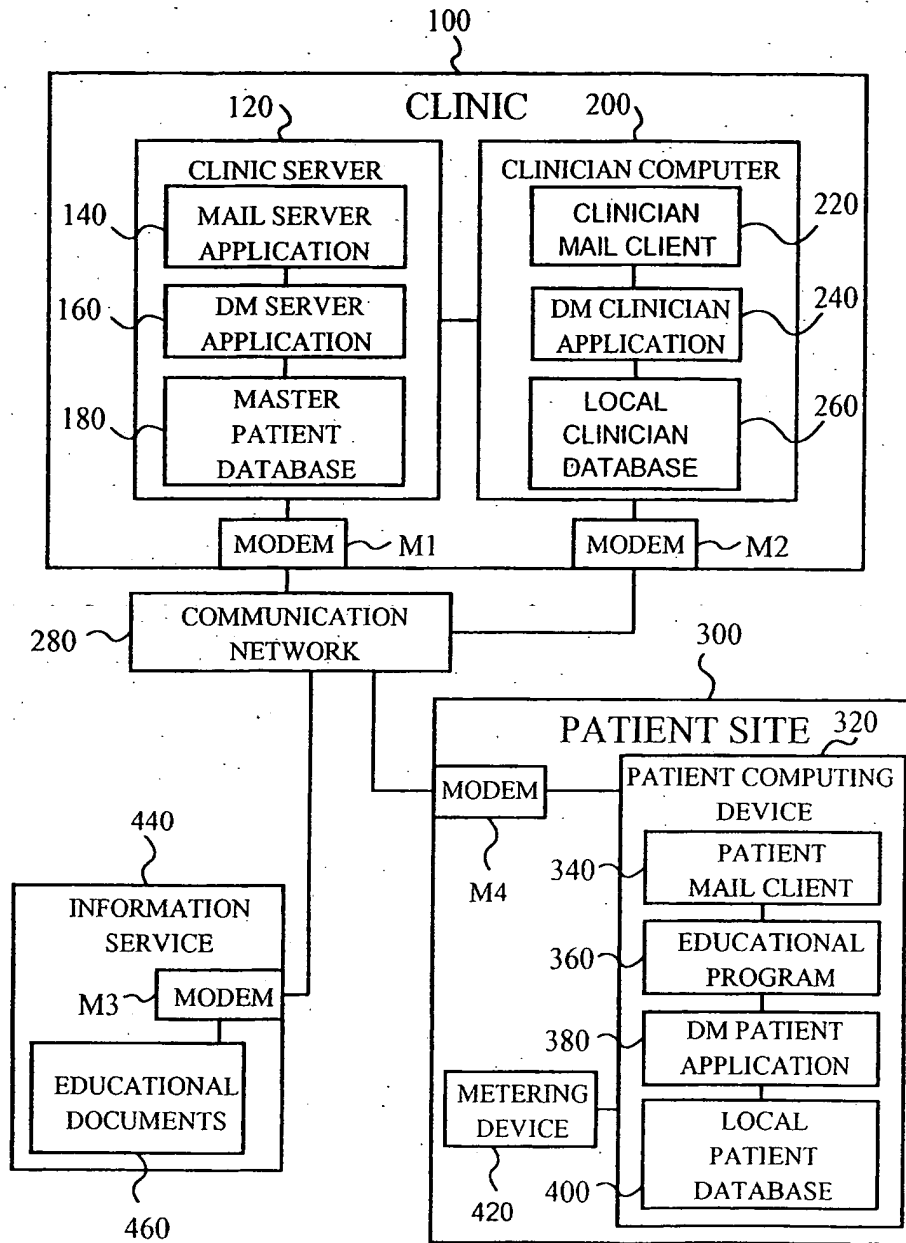 100
CLINIC
120
200
CLINIC SERVER
CLINICIAN COMPUTER
140
MAIL SERVER
APPLICATION
CLINICIAN
MAIL CLIENT
220
160
DM SERVER
APPLICATION
DM CLINICIAN
APPLICATION
240
180
MASTER
PATIENT
DATABASE
LOCAL
CLINICIAN
DATABASE
260
MODEM
M1
MODEM
M2
280
COMMUNICATION
NETWORK
300
PATIENT SITE
320
MODEM
M4
PATIENT COMPUTING
DEVICE
340
PATIENT
MAIL CLIENT
360
EDUCATIONAL
PROGRAM
380
DM PATIENT
APPLICATION
METERING
DEVICE
420
400
LOCAL
PATIENT
DATABASE
440
INFORMATION
SERVICE
M3
MODEM
EDUCATIONAL
DOCUMENTS
460